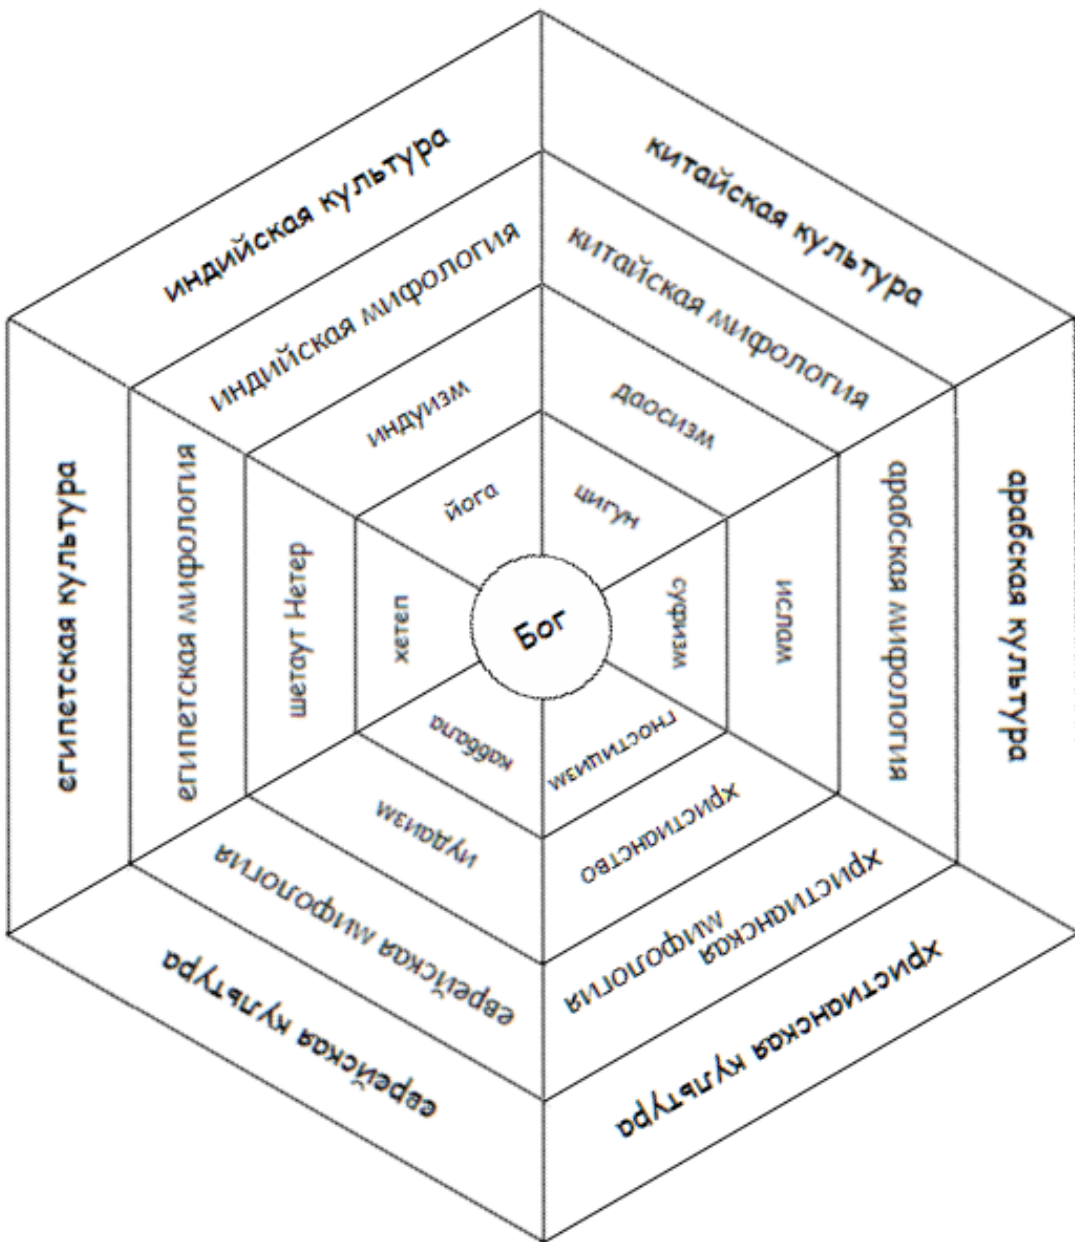 индийская культура
китайская культура
индийская мифология
китайская мифология
индуизм
даосизм
йога
цигун
египетская культура
египетская мифология
шетаут Нетер
хетеп
Бог
суфизм
ислам
арабская мифология
арабская культура
каббала
гностицизм
иудаизм
христианство
еврейская мифология
христианская
мифология
еврейская культура
христианская культура